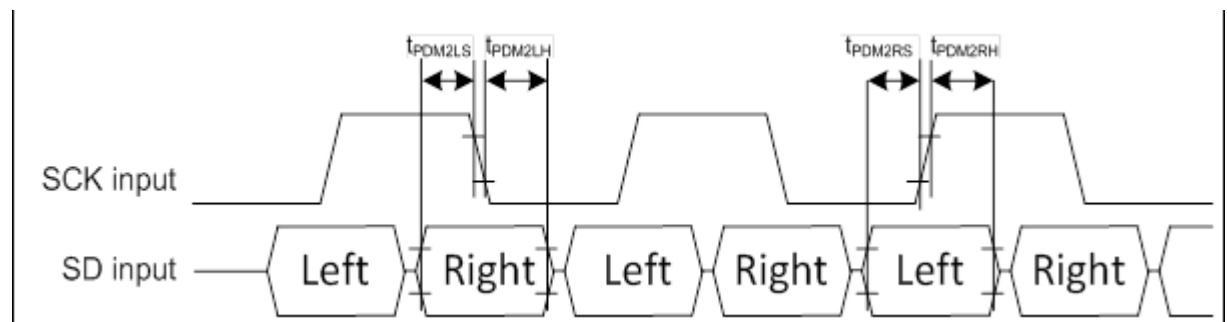 tPDM2LS tPDM2LH tPDM2RS tPDM2RH
SCK input
SD input Left Right Left Right Left Right